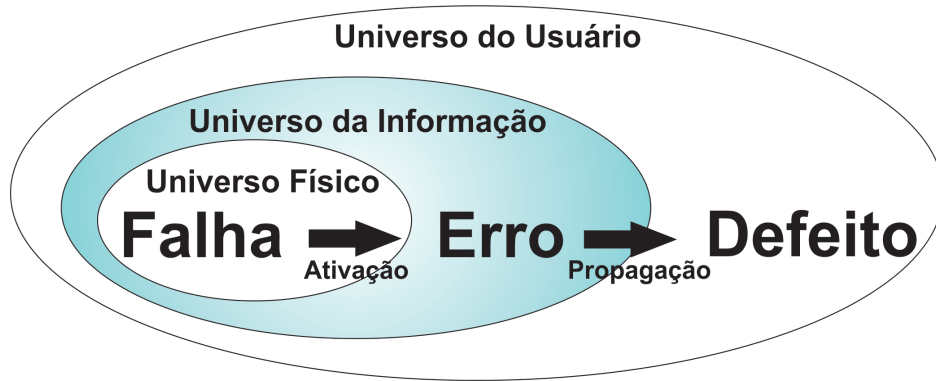 Universo do Usuário
Universo da Informação
Universo Físico
Falha
Erro
Defeito
Ativação
Propagação